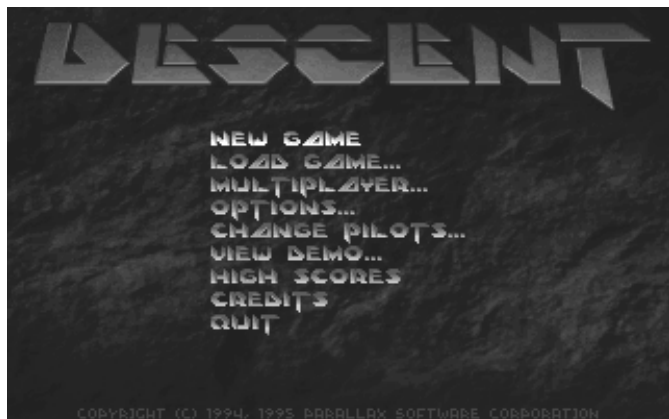 DESCENT
NEW GAME
LOAD GAME...
MULTIPLAYER...
OPTIONS...
CHANGE PILOTS...
VIEW DEMO...
HIGH SCORES
CREDITS
QUIT
COPYRIGHT (C) 1994, 1995 PARALLAX SOFTWARE CORPORATION